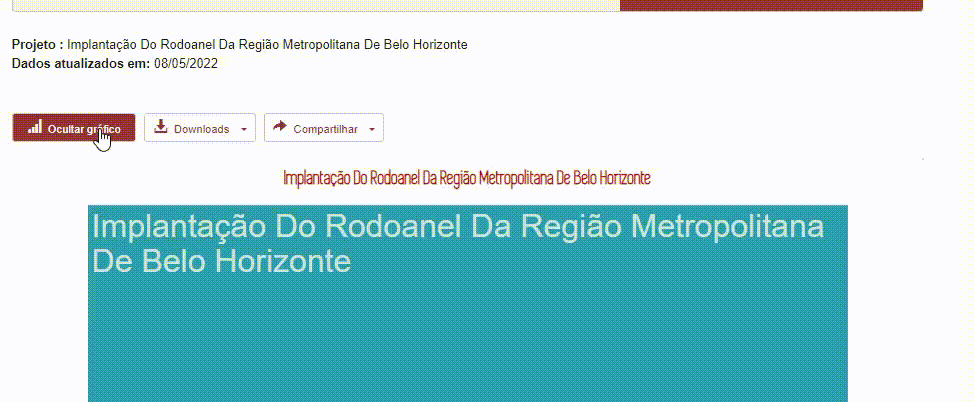 Projeto : Implantação Do Rodoanel Da Região Metropolitana De Belo Horizonte
Dados atualizados em: 08/05/2022
Ocultar gráfico Downloads Compartilhar
Implantação Do Rodoanel Da Região Metropolitana De Belo Horizonte
Implantação Do Rodoanel Da Região Metropolitana
De Belo Horizonte